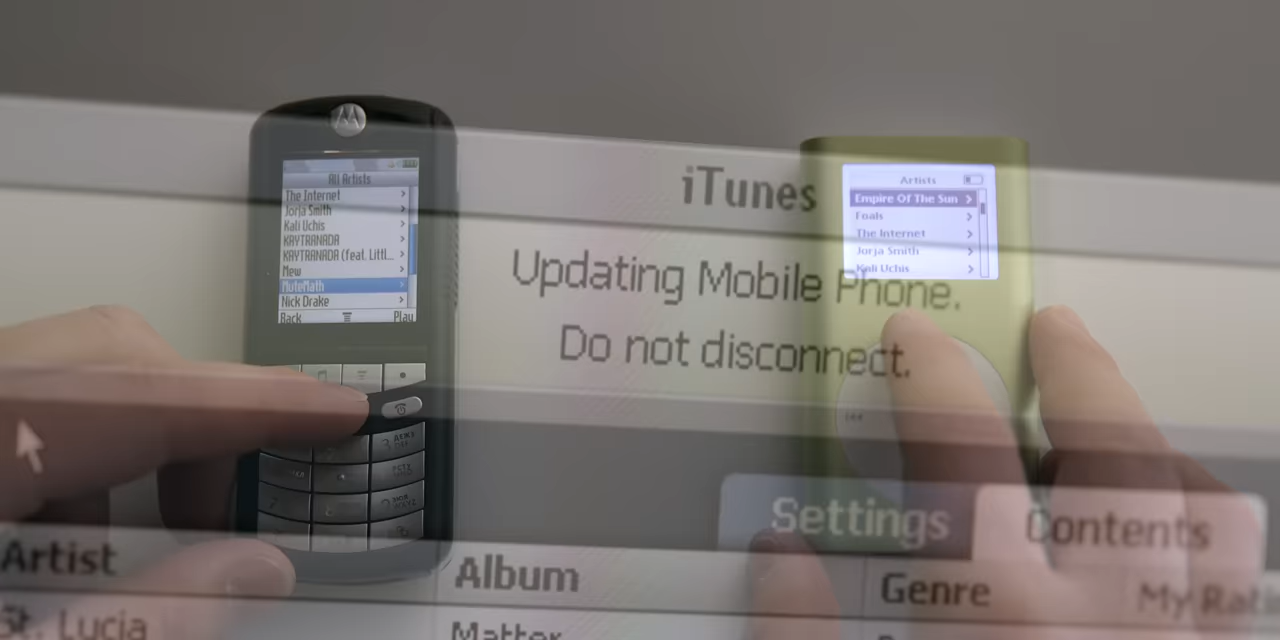 iTunes
Updating Mobile Phone.
Do not disconnect.
All Artists
The Internet
Jorja Smith
Kali Uchis
KAYTRANADA
KAYTRANADA (feat. Littl...
Mew
MuteMath
Nick Drake
Back
Play
Artists
Empire Of The Sun
Foals
The Internet
Jorja Smith
Kali Uchis
Settings
Contents
Artist
Album
Genre
My Rati
St. Lucia
Matter